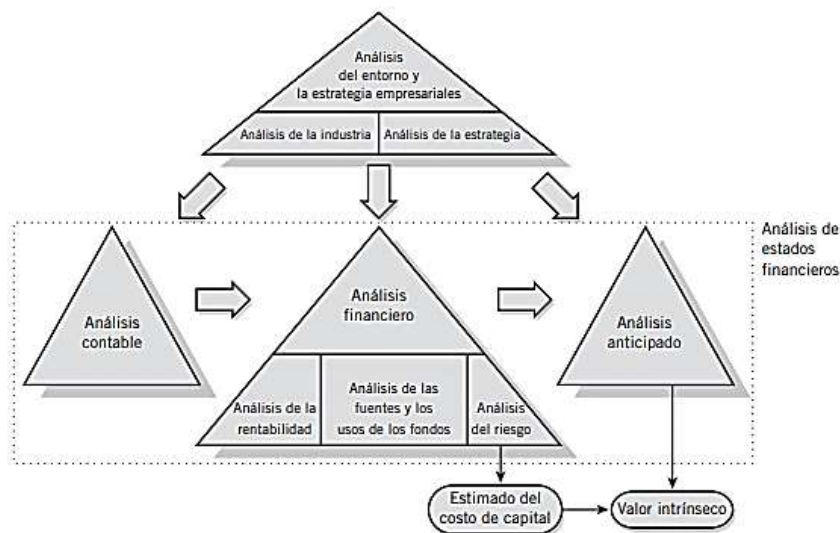 Análisis
del entorno y
la estrategia empresariales
Análisis de la industria
Análisis de la estrategia
Análisis de
estados
financieros
Análisis
contable
Análisis
financiero
Análisis de la
rentabilidad
Análisis de las
fuentes y los
usos de los fondos
Análisis
del riesgo
Análisis
anticipado
Estimado del
costo de capital
Valor intrínseco